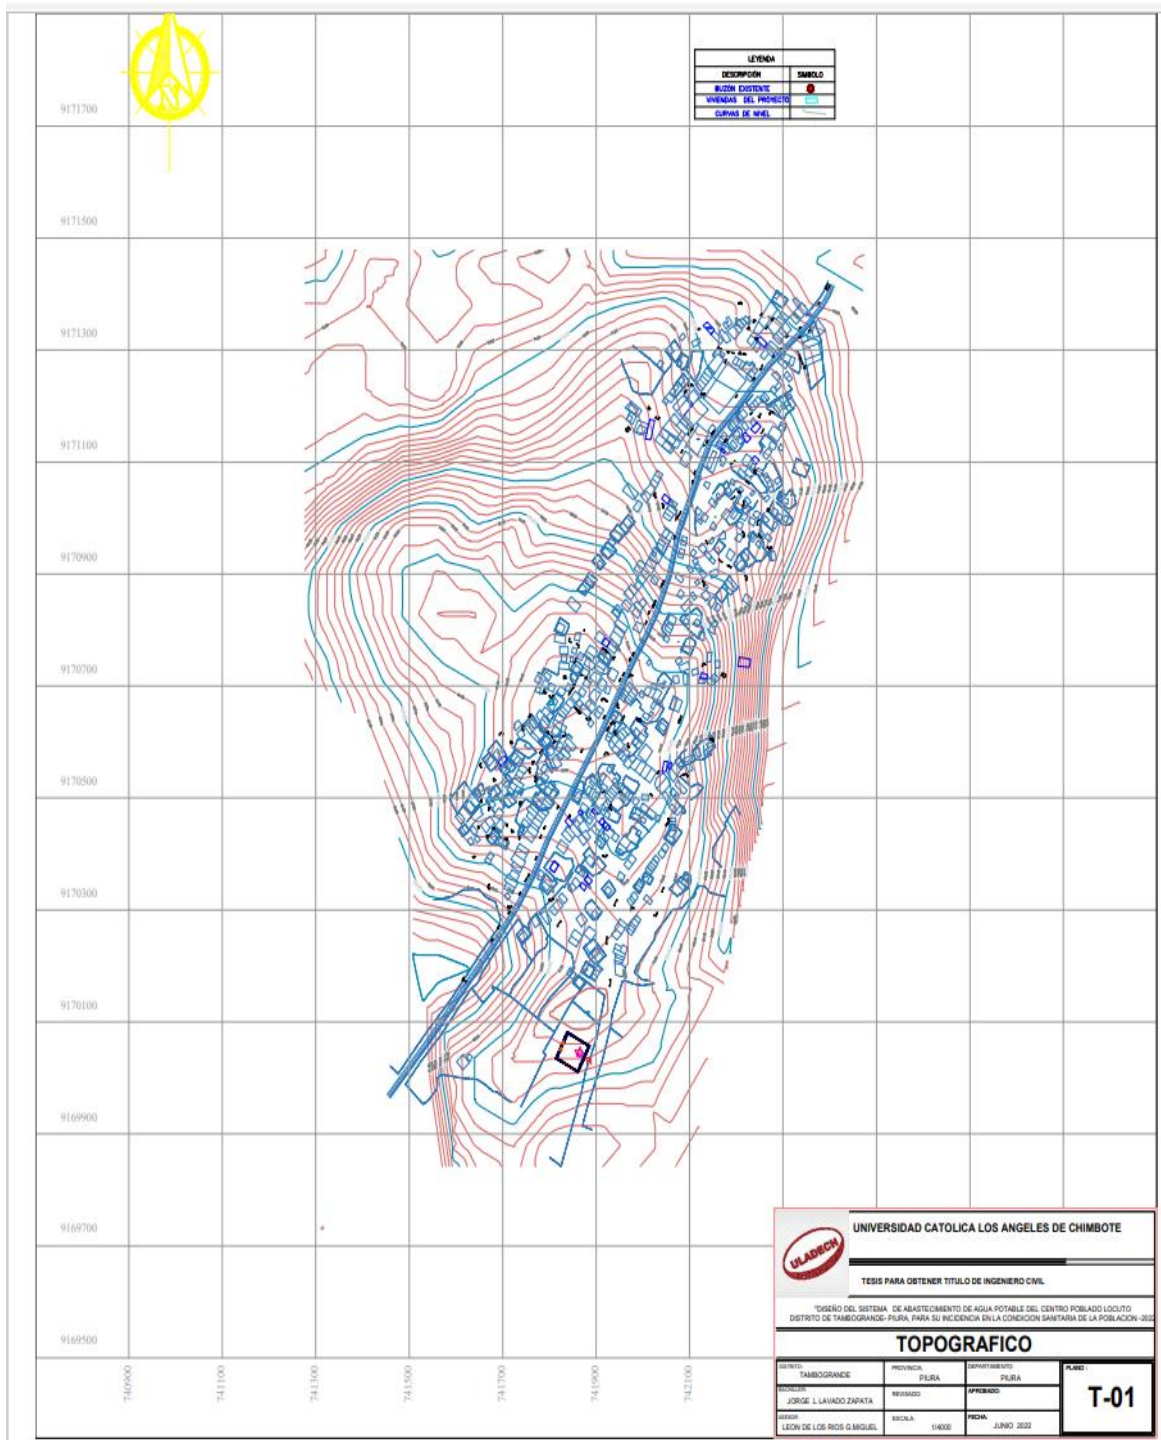 LEYENDA
DESCRIPCIÓN SIMBOLO
BUZÓN EXISTENTE
VIVIENDAS DEL PROYECTO
CURVAS DE NIVEL
N
9171700
9171500
9171300
9171100
9170900
9170700
9170500
9170300
9170100
9169900
9169700
9169500
740900 741100 741300 741500 741700 741900 742100
ULADECH
UNIVERSIDAD CATOLICA LOS ANGELES DE CHIMBOTE
TESIS PARA OBTENER TITULO DE INGENIERO CIVIL
"DISEÑO DEL SISTEMA DE ABASTECIMIENTO DE AGUA POTABLE DEL CENTRO POBLADO LOCUTO
DISTRITO DE TAMBOGRANDE- PIURA, PARA SU INCIDENCIA EN LA CONDICION SANITARIA DE LA POBLACION -2022
TOPOGRAFICO
DISTRITO: PROVINCIA: DEPARTAMENTO: PLANO :
TAMBOGRANDE PIURA PIURA
T-01
BACHILLER: REVISADO: APROBADO:
JORGE L LAVADO ZAPATA
ASESOR: ESCALA: FECHA:
LEON DE LOS RIOS G.MIGUEL 1/4000 JUNIO 2022